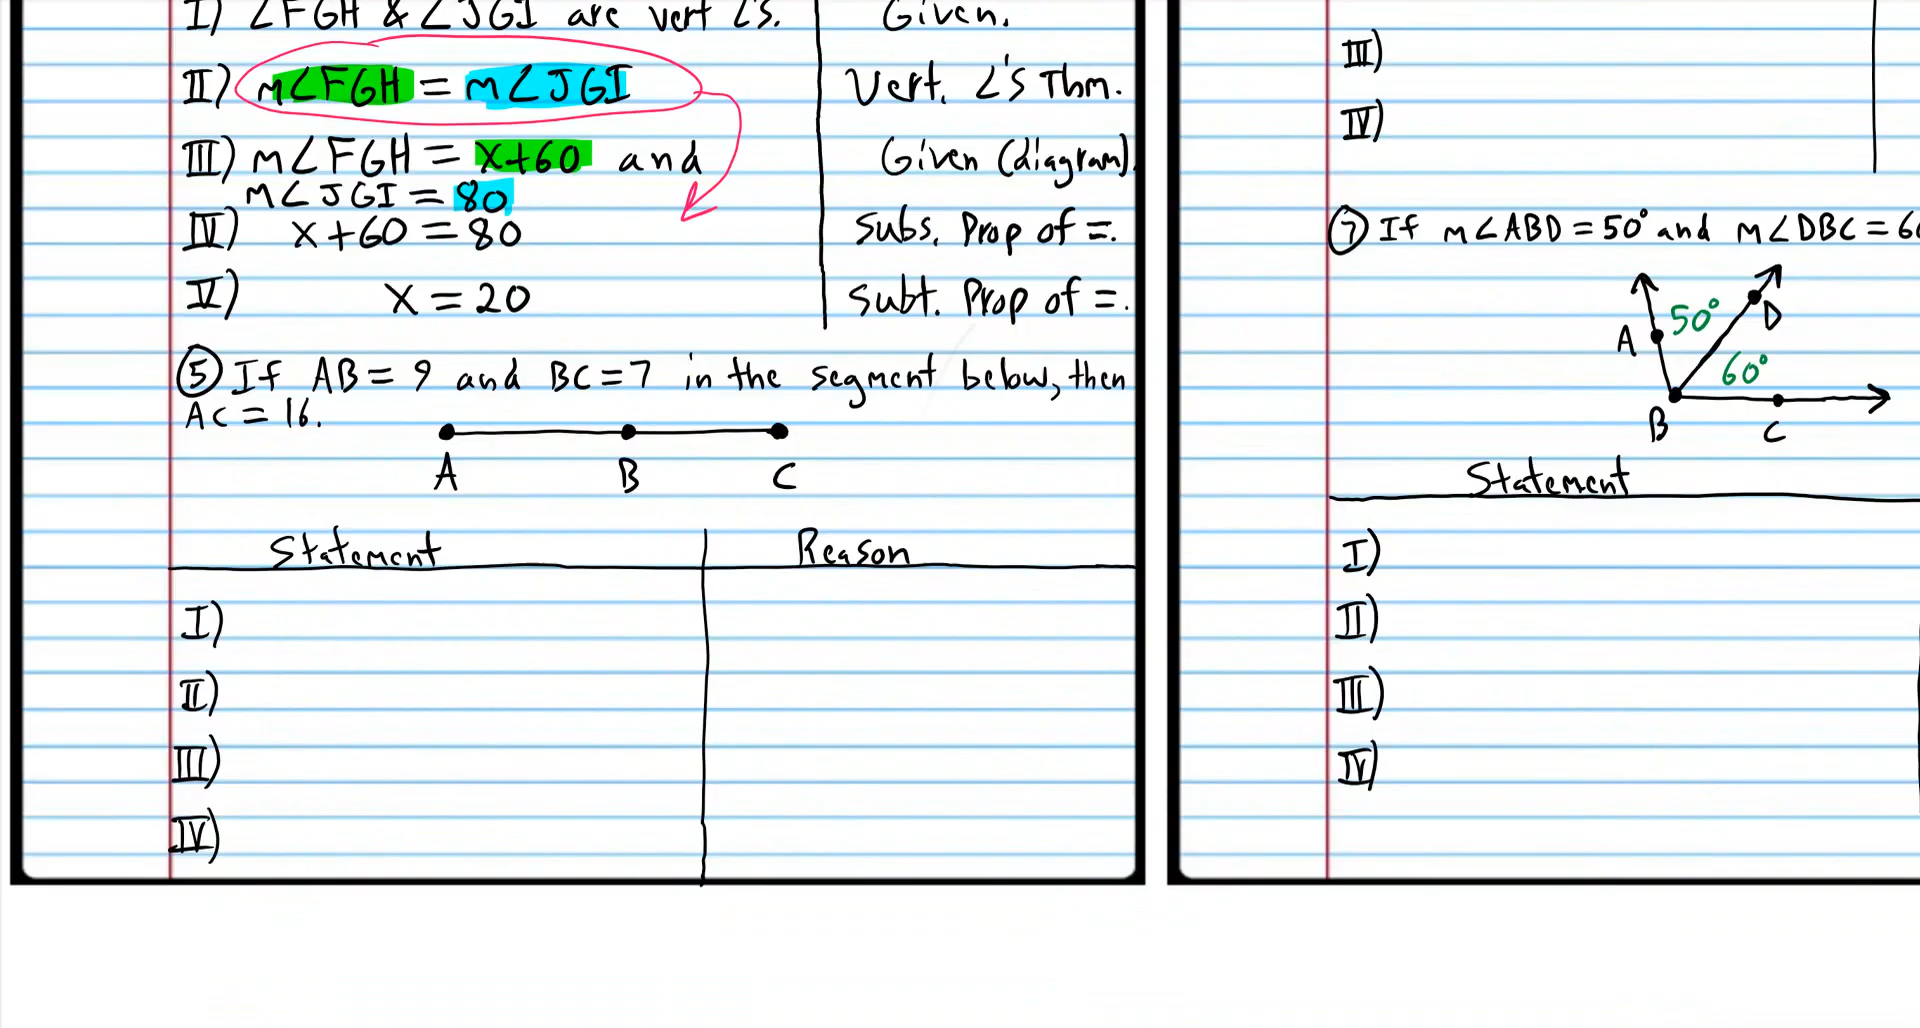 I) ∠FGH & ∠JGI are vert ∠'s. Given.
II) m∠FGH = m∠JGI Vert. ∠'s Thm.
III) m∠FGH = x+60 and Given (diagram).
m∠JGI = 80
IV) x+60 = 80 Subs. Prop of =.
V) x = 20 Subt. Prop of =.
⑤ If AB = 9 and BC = 7 in the segment below, then
AC = 16.
A B C
Statement Reason
I)
II)
III)
IV)
III)
IV)
⑦ If m∠ABD = 50° and m∠DBC = 60
50° D
A
60°
B C
Statement
I)
II)
III)
IV)